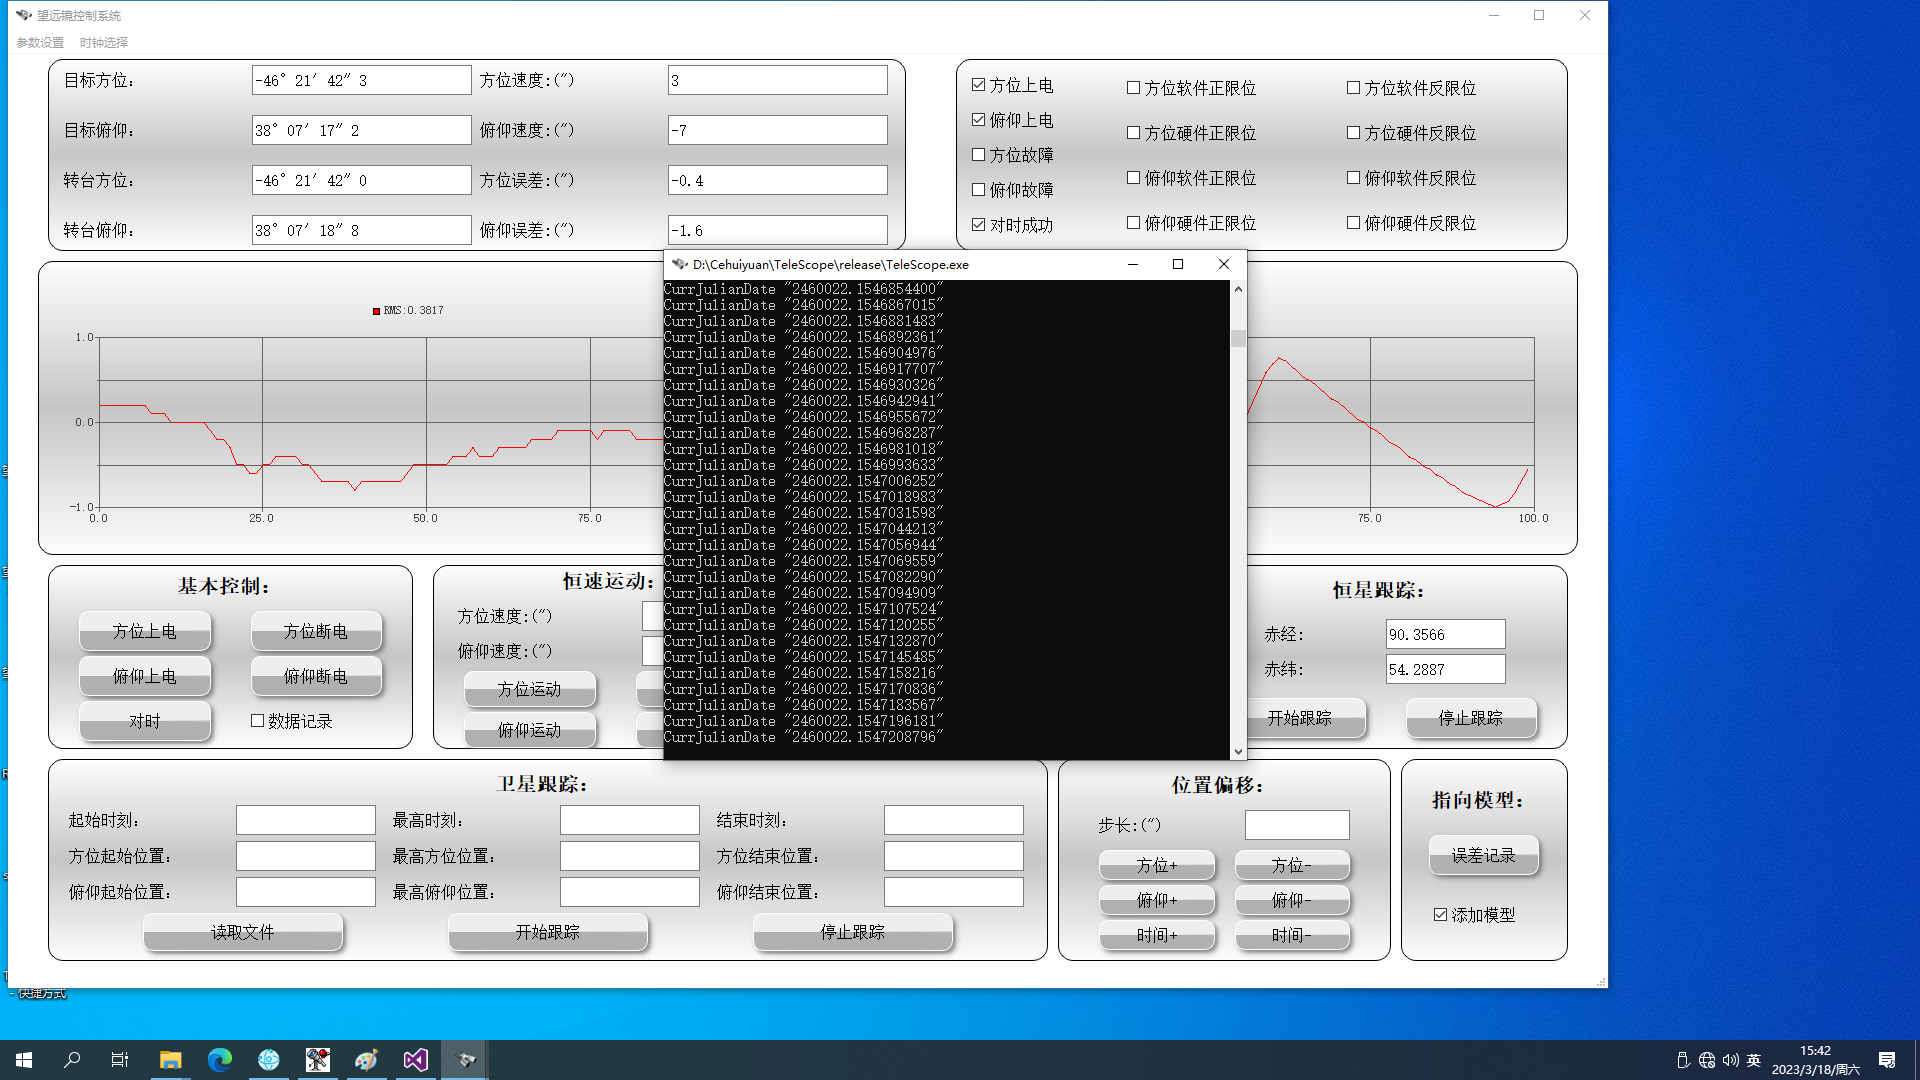 望远镜控制系统
参数设置 时钟选择
目标方位： -46° 21′ 42″ 3 方位速度:(″) 3
目标俯仰： 38° 07′ 17″ 2 俯仰速度:(″) -7
转台方位： -46° 21′ 42″ 0 方位误差:(″) -0.4
转台俯仰： 38° 07′ 18″ 8 俯仰误差:(″) -1.6
方位上电 方位软件正限位 方位软件反限位
俯仰上电 方位硬件正限位 方位硬件反限位
方位故障
俯仰故障 俯仰软件正限位 俯仰软件反限位
对时成功 俯仰硬件正限位 俯仰硬件反限位
RMS:0.3817
1.0
0.0
-1.0
0.0 25.0 50.0 75.0
75.0 100.0
D:\Cehuiyuan\TeleScope\release\TeleScope.exe
CurrJulianDate "2460022.1546854400"
CurrJulianDate "2460022.1546867015"
CurrJulianDate "2460022.1546881483"
CurrJulianDate "2460022.1546892361"
CurrJulianDate "2460022.1546904976"
CurrJulianDate "2460022.1546917707"
CurrJulianDate "2460022.1546930326"
CurrJulianDate "2460022.1546942941"
CurrJulianDate "2460022.1546955672"
CurrJulianDate "2460022.1546968287"
CurrJulianDate "2460022.1546981018"
CurrJulianDate "2460022.1546993633"
CurrJulianDate "2460022.1547006252"
CurrJulianDate "2460022.1547018983"
CurrJulianDate "2460022.1547031598"
CurrJulianDate "2460022.1547044213"
CurrJulianDate "2460022.1547056944"
CurrJulianDate "2460022.1547069559"
CurrJulianDate "2460022.1547082290"
CurrJulianDate "2460022.1547094909"
CurrJulianDate "2460022.1547107524"
CurrJulianDate "2460022.1547120255"
CurrJulianDate "2460022.1547132870"
CurrJulianDate "2460022.1547145485"
CurrJulianDate "2460022.1547158216"
CurrJulianDate "2460022.1547170836"
CurrJulianDate "2460022.1547183567"
CurrJulianDate "2460022.1547196181"
CurrJulianDate "2460022.1547208796"
基本控制：
方位上电 方位断电
俯仰上电 俯仰断电
对时 数据记录
恒速运动：
方位速度:(″)
俯仰速度:(″)
方位运动
俯仰运动
恒星跟踪：
赤经: 90.3566
赤纬: 54.2887
开始跟踪 停止跟踪
卫星跟踪：
起始时刻： 最高时刻： 结束时刻：
方位起始位置： 最高方位位置： 方位结束位置：
俯仰起始位置： 最高俯仰位置： 俯仰结束位置：
读取文件 开始跟踪 停止跟踪
位置偏移：
步长:(″)
方位+ 方位-
俯仰+ 俯仰-
时间+ 时间-
指向模型：
误差记录
添加模型
- 快捷方式
英
15:42
2023/3/18/周六